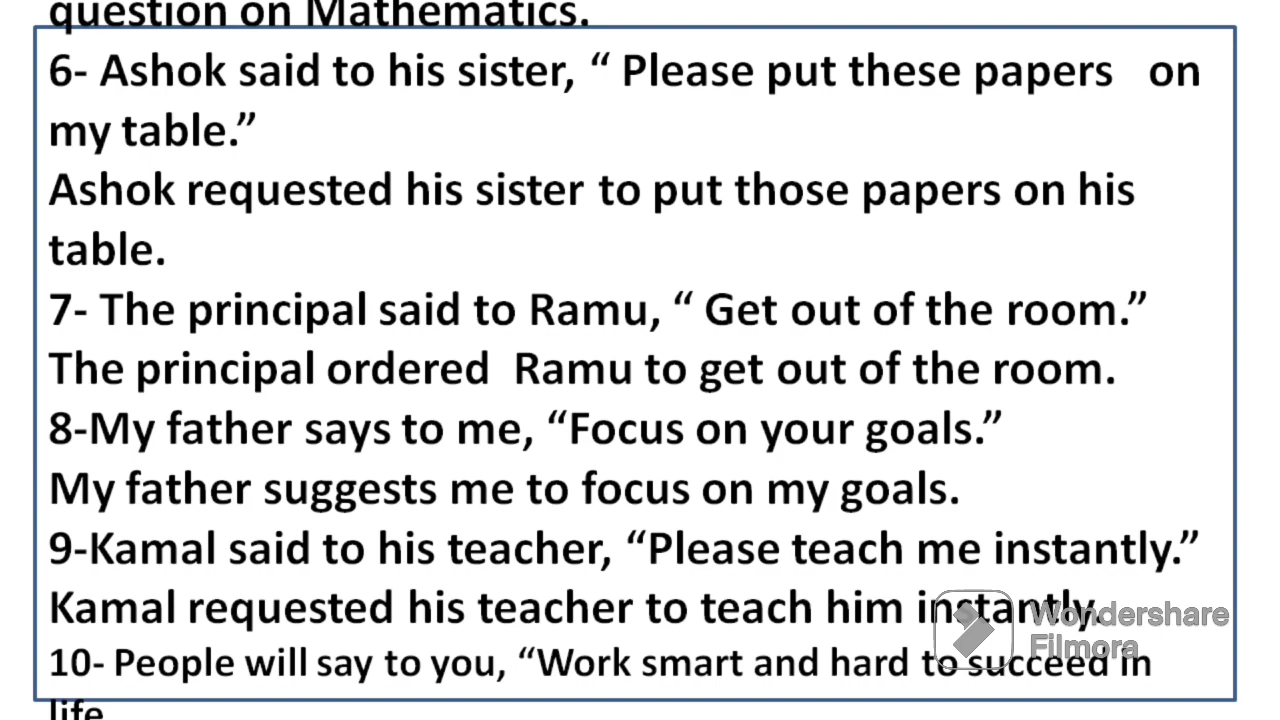 question on Mathematics.
6- Ashok said to his sister, “ Please put these papers on
my table.”
Ashok requested his sister to put those papers on his
table.
7- The principal said to Ramu, “ Get out of the room.”
The principal ordered Ramu to get out of the room.
8-My father says to me, “Focus on your goals.”
My father suggests me to focus on my goals.
9-Kamal said to his teacher, “Please teach me instantly.”
Kamal requested his teacher to teach him instantly.
Wondershare
Filmora
10- People will say to you, “Work smart and hard to succeed in
life